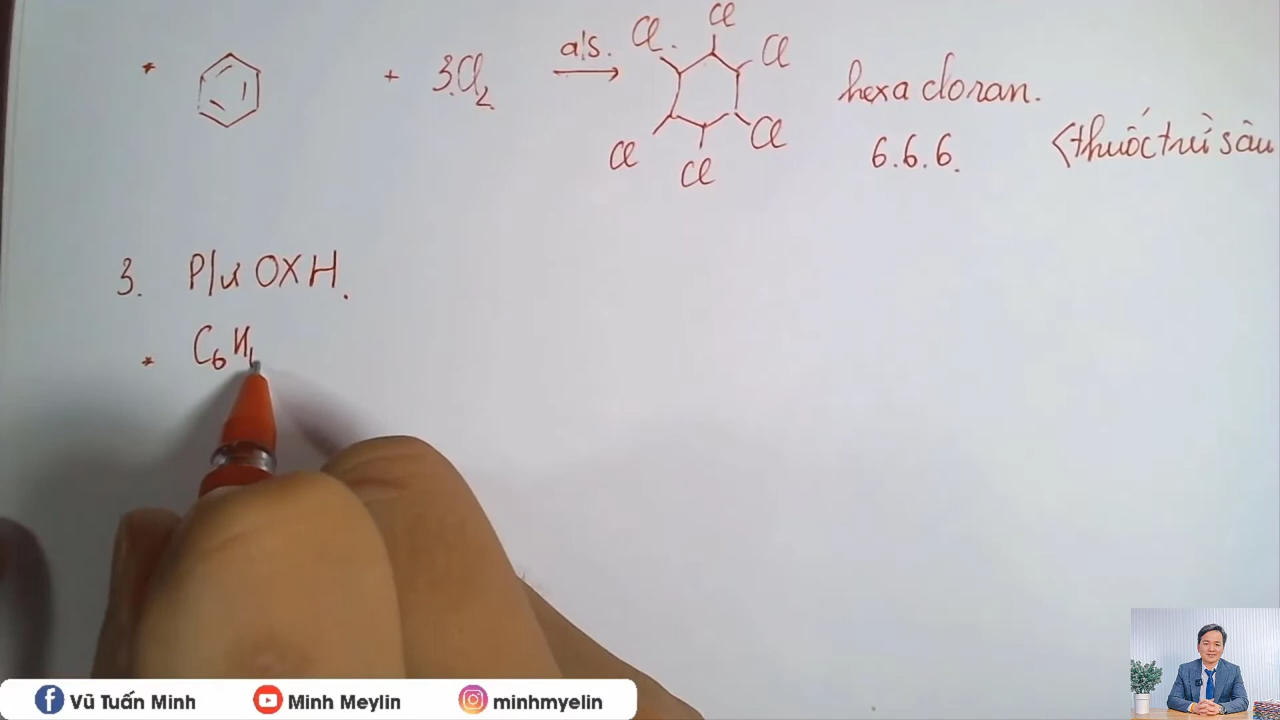 * + 3Cl2 a/s. → Cl Cl Cl Cl Cl Cl hexa cloran.
6.6.6. <thuốc trừ sâu
3. P/ư OXH.
* C6H
Vũ Tuấn Minh Minh Meylin minhmyelin